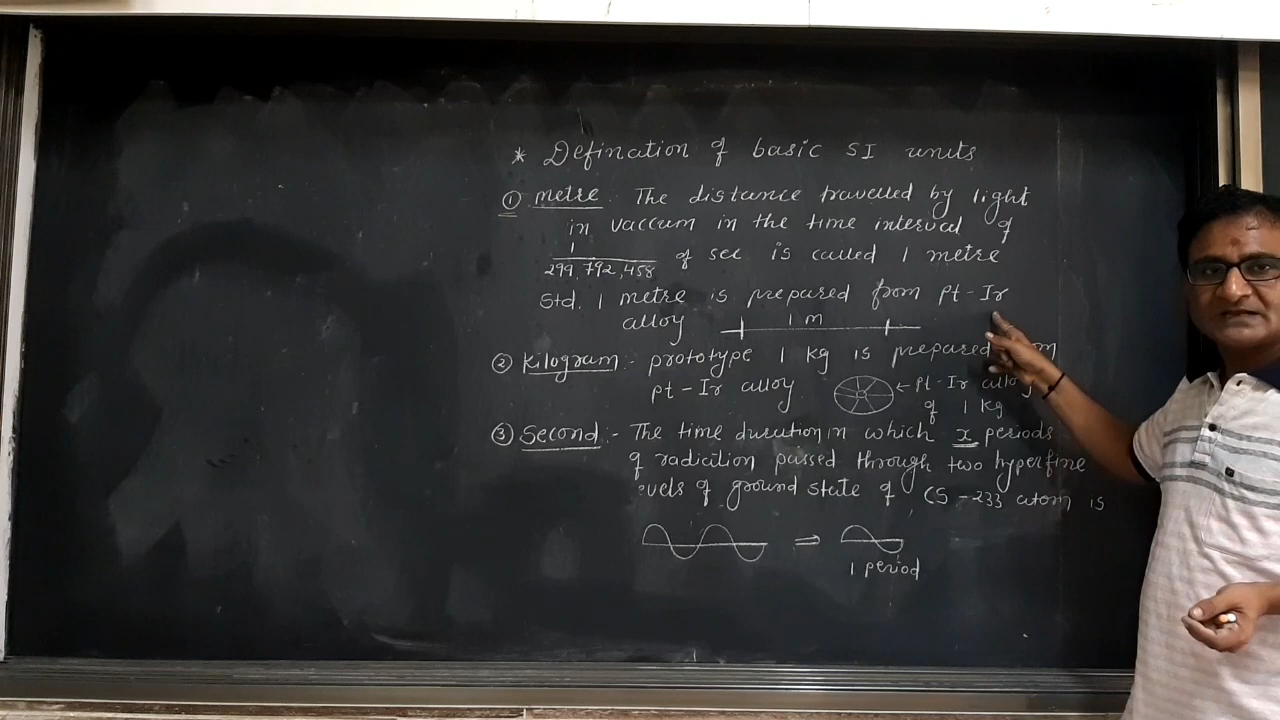 * Defination of basic SI units
① metre : The distance travelled by light
in vaccum in the time interval of
1/299,792,458 of sec is called 1 metre
Std. 1 metre is prepared from Pt-Ir
alloy 1 m
② Kilogram :- prototype 1 kg is prepared
pt-Ir alloy ← Pt-Ir alloy
of 1 kg
③ Second :- The time duration in which x periods
of radiation passed through two hyperfine
levels of ground state of CS-233 atom is
⇒ 1 period